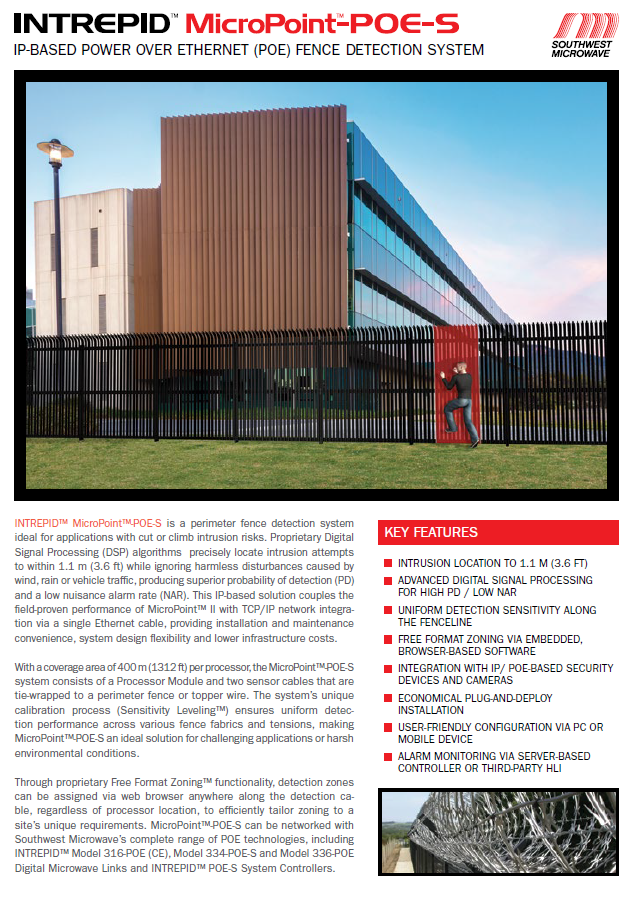 INTREPID™ MicroPoint™-POE-S
IP-BASED POWER OVER ETHERNET (POE) FENCE DETECTION SYSTEM
SOUTHWEST
MICROWAVE
INTREPID™ MicroPoint™-POE-S is a perimeter fence detection system
ideal for applications with cut or climb intrusion risks. Proprietary Digital
Signal Processing (DSP) algorithms precisely locate intrusion attempts
to within 1.1 m (3.6 ft) while ignoring harmless disturbances caused by
wind, rain or vehicle traffic, producing superior probability of detection (PD)
and a low nuisance alarm rate (NAR). This IP-based solution couples the
field-proven performance of MicroPoint™ II with TCP/IP network integra-
tion via a single Ethernet cable, providing installation and maintenance
convenience, system design flexibility and lower infrastructure costs.
With a coverage area of 400 m (1312 ft) per processor, the MicroPoint™-POE-S
system consists of a Processor Module and two sensor cables that are
tie-wrapped to a perimeter fence or topper wire. The system's unique
calibration process (Sensitivity Leveling™) ensures uniform detec-
tion performance across various fence fabrics and tensions, making
MicroPoint™-POE-S an ideal solution for challenging applications or harsh
environmental conditions.
Through proprietary Free Format Zoning™ functionality, detection zones
can be assigned via web browser anywhere along the detection ca-
ble, regardless of processor location, to efficiently tailor zoning to a
site's unique requirements. MicroPoint™-POE-S can be networked with
Southwest Microwave's complete range of POE technologies, including
INTREPID™ Model 316-POE (CE), Model 334-POE-S and Model 336-POE
Digital Microwave Links and INTREPID™ POE-S System Controllers.
KEY FEATURES
INTRUSION LOCATION TO 1.1 M (3.6 FT)
ADVANCED DIGITAL SIGNAL PROCESSING
FOR HIGH PD / LOW NAR
UNIFORM DETECTION SENSITIVITY ALONG
THE FENCELINE
FREE FORMAT ZONING VIA EMBEDDED,
BROWSER-BASED SOFTWARE
INTEGRATION WITH IP/ POE-BASED SECURITY
DEVICES AND CAMERAS
ECONOMICAL PLUG-AND-DEPLOY
INSTALLATION
USER-FRIENDLY CONFIGURATION VIA PC OR
MOBILE DEVICE
ALARM MONITORING VIA SERVER-BASED
CONTROLLER OR THIRD-PARTY HLI